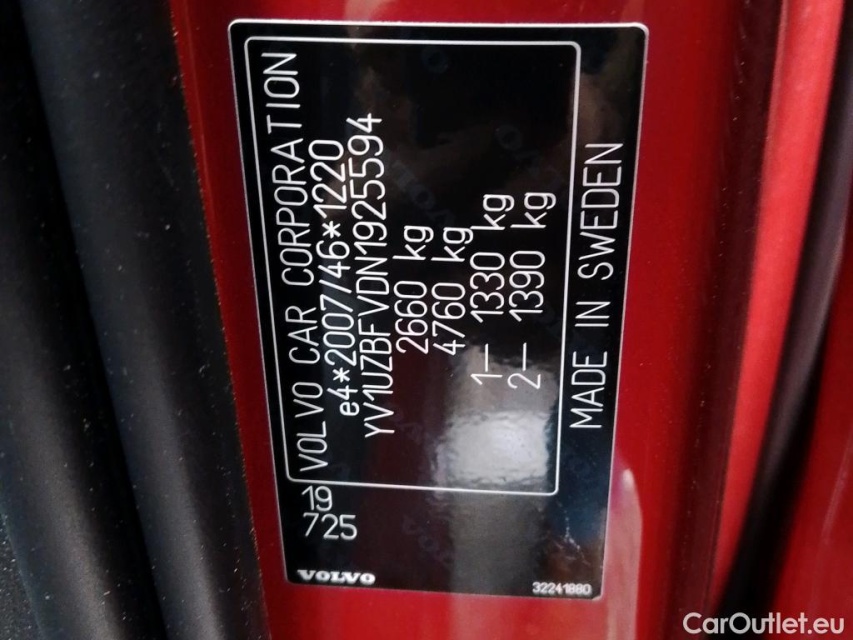 VOLVO CAR CORPORATION
e4*2007/46*1220
YV1UZBFVDN1925594
2660 kg
4760 kg
1— 1330 kg
2— 1390 kg
MADE IN SWEDEN
19
725
VOLVO
32241880
CarOutlet.eu